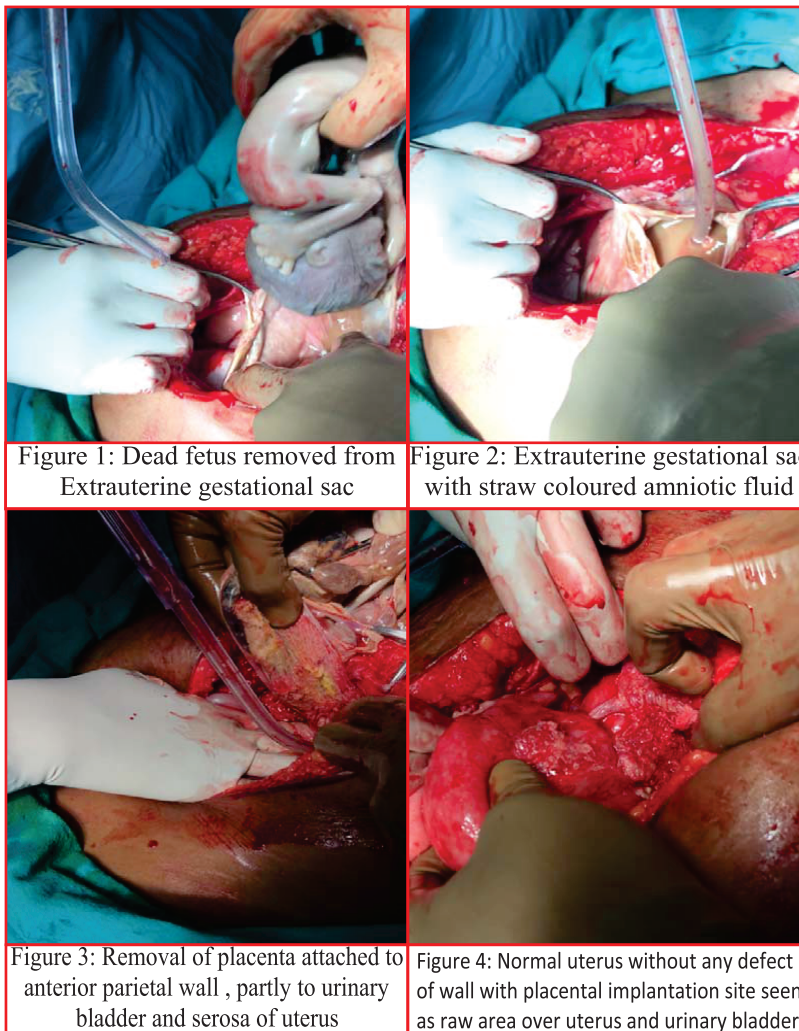 Figure 1: Dead fetus removed from
Extrauterine gestational sac
Figure 2: Extrauterine gestational
with straw coloured amniotic fluid
Figure 3: Removal of placenta attached to
anterior parietal wall , partly to urinary
bladder and serosa of uterus
Figure 4: Normal uterus without any defect
of wall with placental implantation site seen
as raw area over uterus and urinary bladder